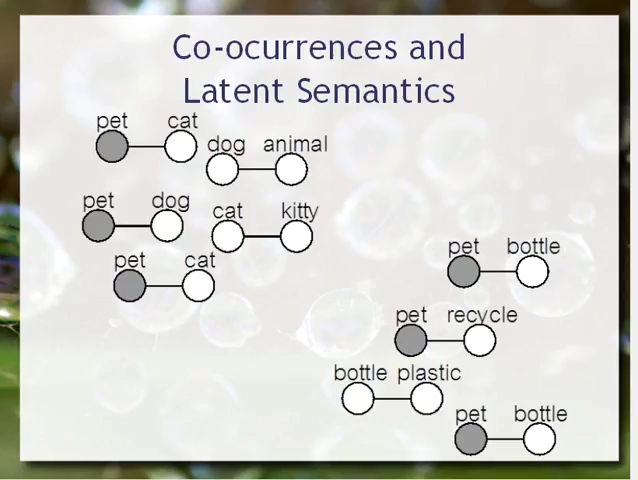 Co-ocurrences and
Latent Semantics
pet cat
dog animal
pet dog
cat kitty
pet cat
pet bottle
pet recycle
bottle plastic
pet bottle